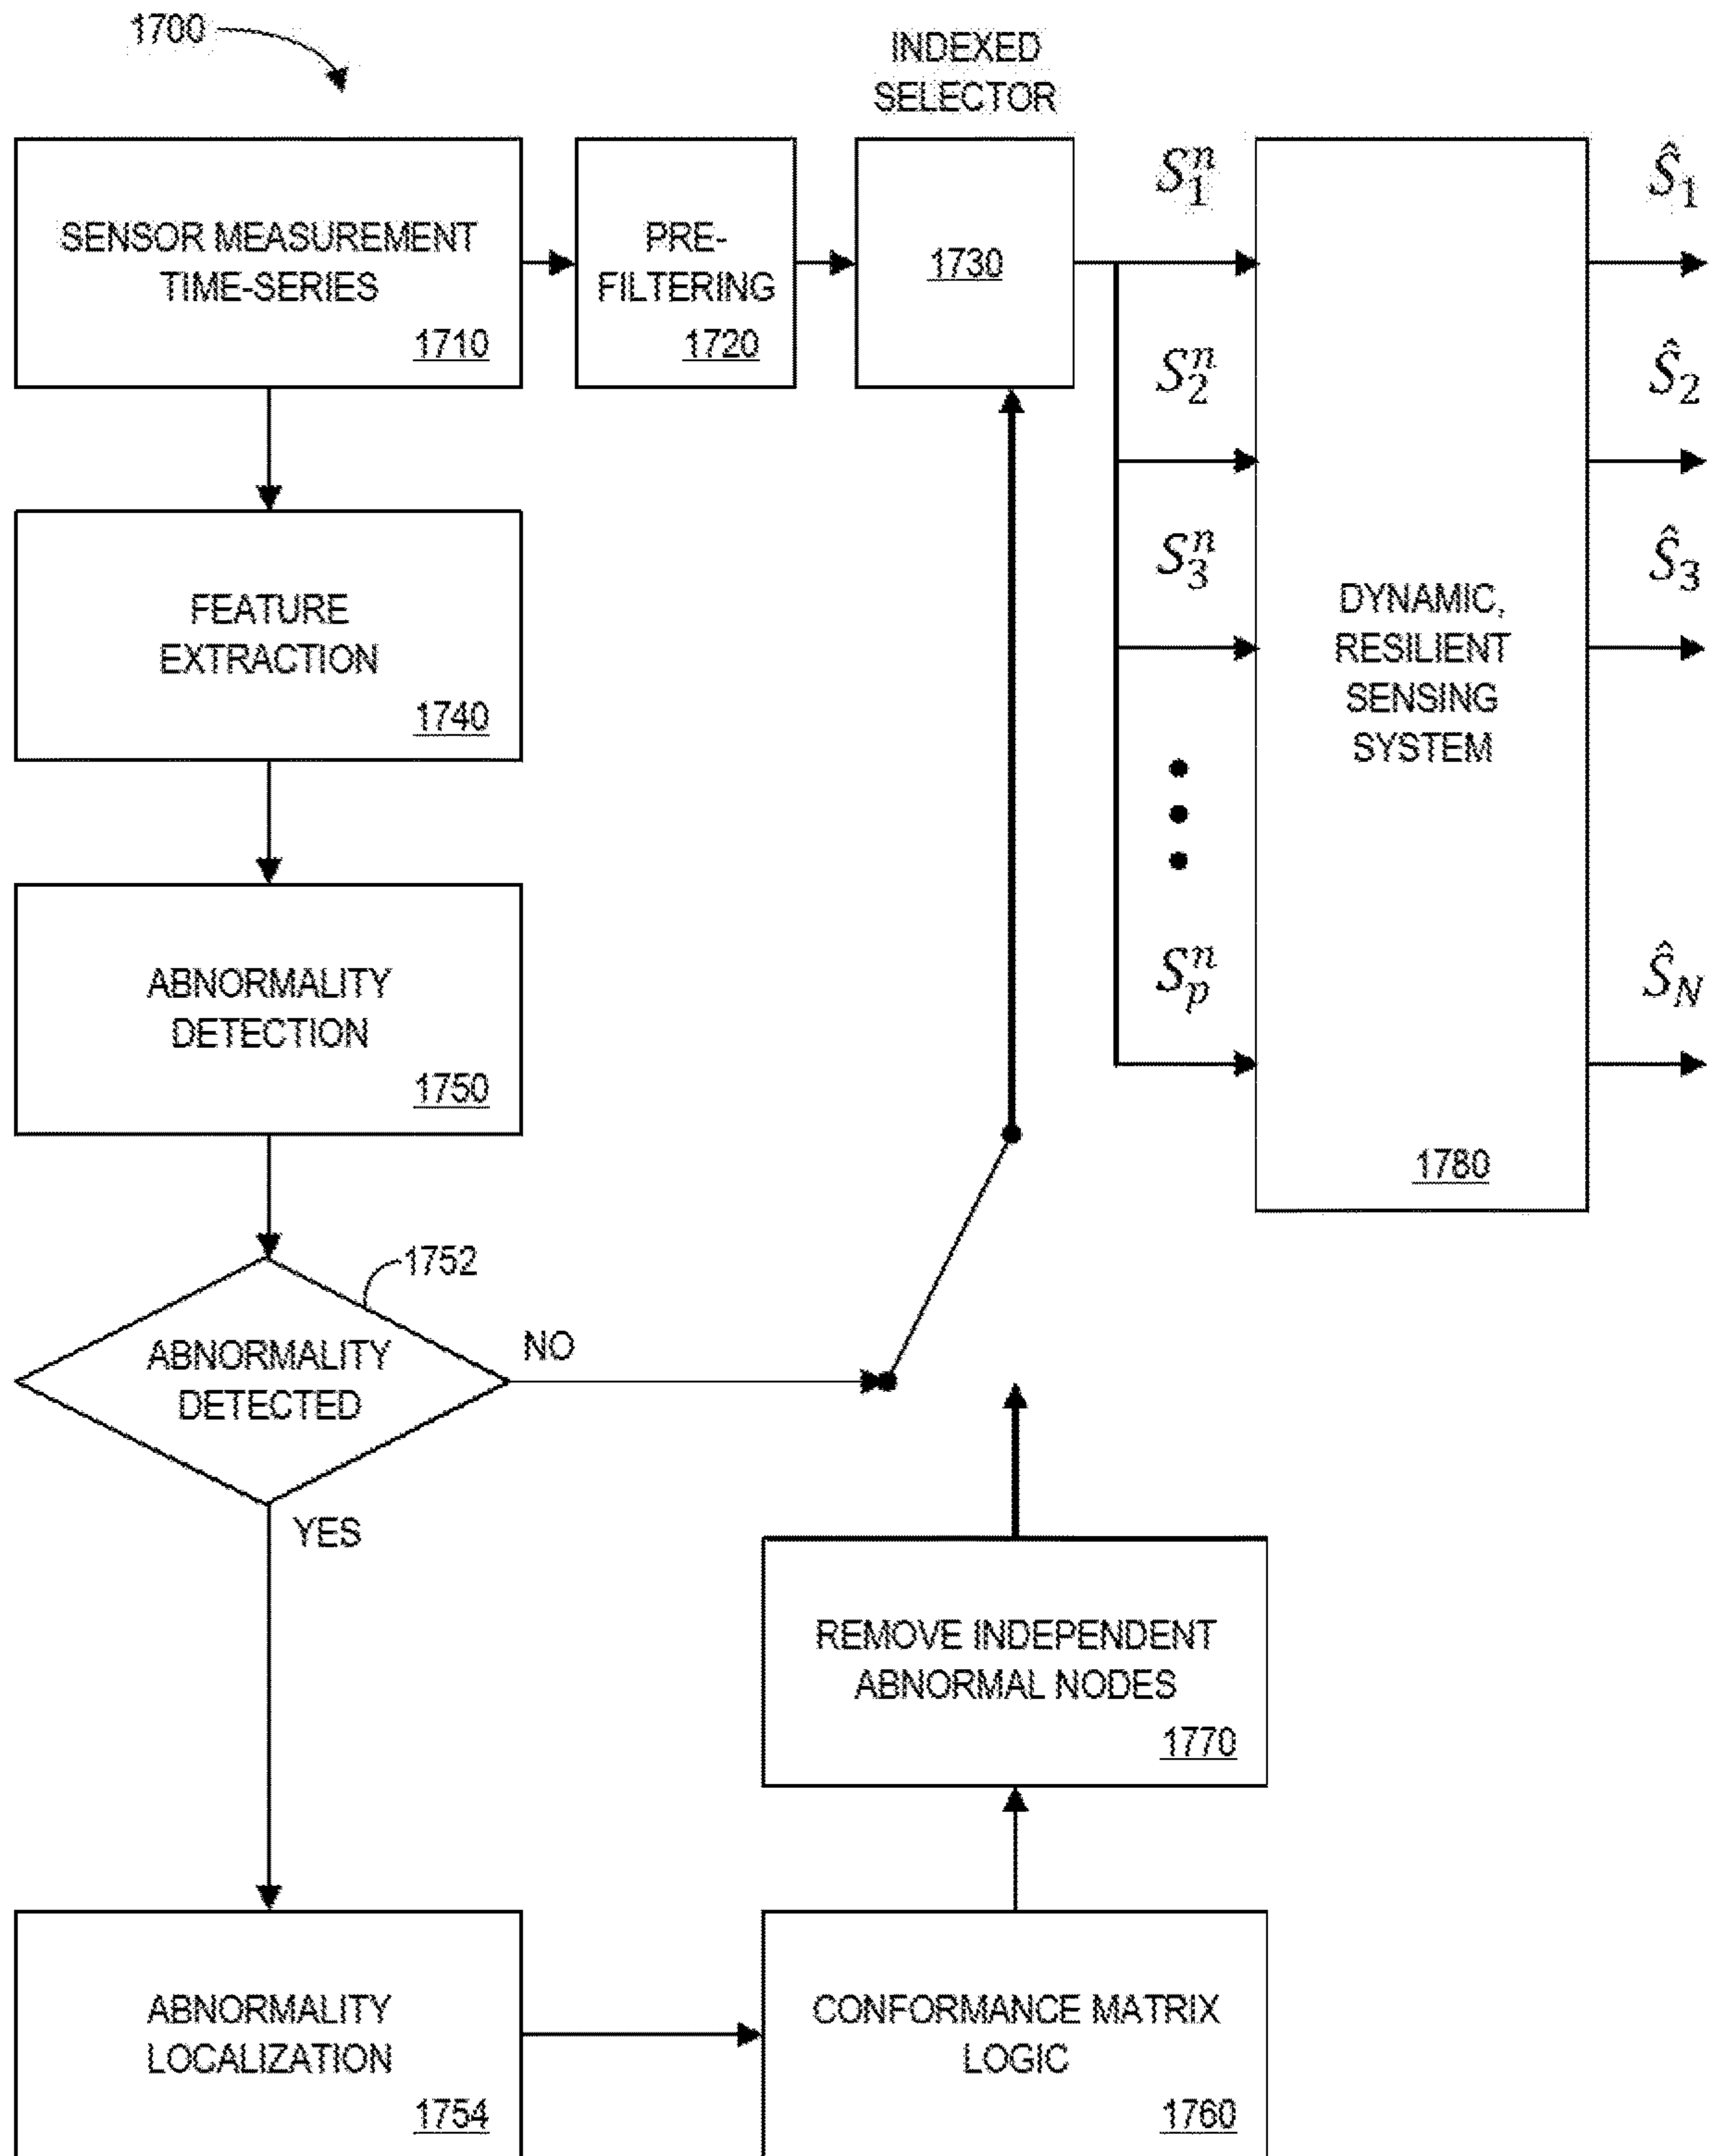 1700
INDEXED
SELECTOR
SENSOR MEASUREMENT
TIME-SERIES
1710
PRE-
FILTERING
1720
1730
S₁ⁿ
Ŝ₁
S₂ⁿ
Ŝ₂
S₃ⁿ
Ŝ₃
FEATURE
EXTRACTION
1740
DYNAMIC,
RESILIENT
SENSING
SYSTEM
1780
Sₚⁿ
Ŝ_N
ABNORMALITY
DETECTION
1750
1752
ABNORMALITY
DETECTED
NO
YES
REMOVE INDEPENDENT
ABNORMAL NODES
1770
ABNORMALITY
LOCALIZATION
1754
CONFORMANCE MATRIX
LOGIC
1760